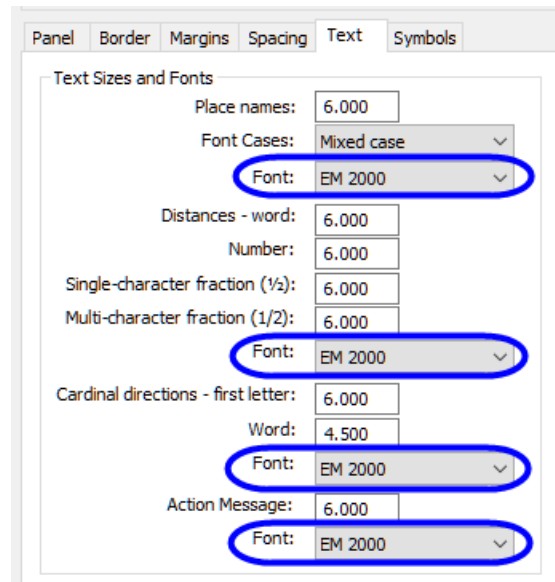 Panel Border Margins Spacing Text Symbols
Text Sizes and Fonts
Place names: 6.000
Font Cases: Mixed case
Font: EM 2000
Distances - word: 6.000
Number: 6.000
Single-character fraction (½): 6.000
Multi-character fraction (1/2): 6.000
Font: EM 2000
Cardinal directions - first letter: 6.000
Word: 4.500
Font: EM 2000
Action Message: 6.000
Font: EM 2000